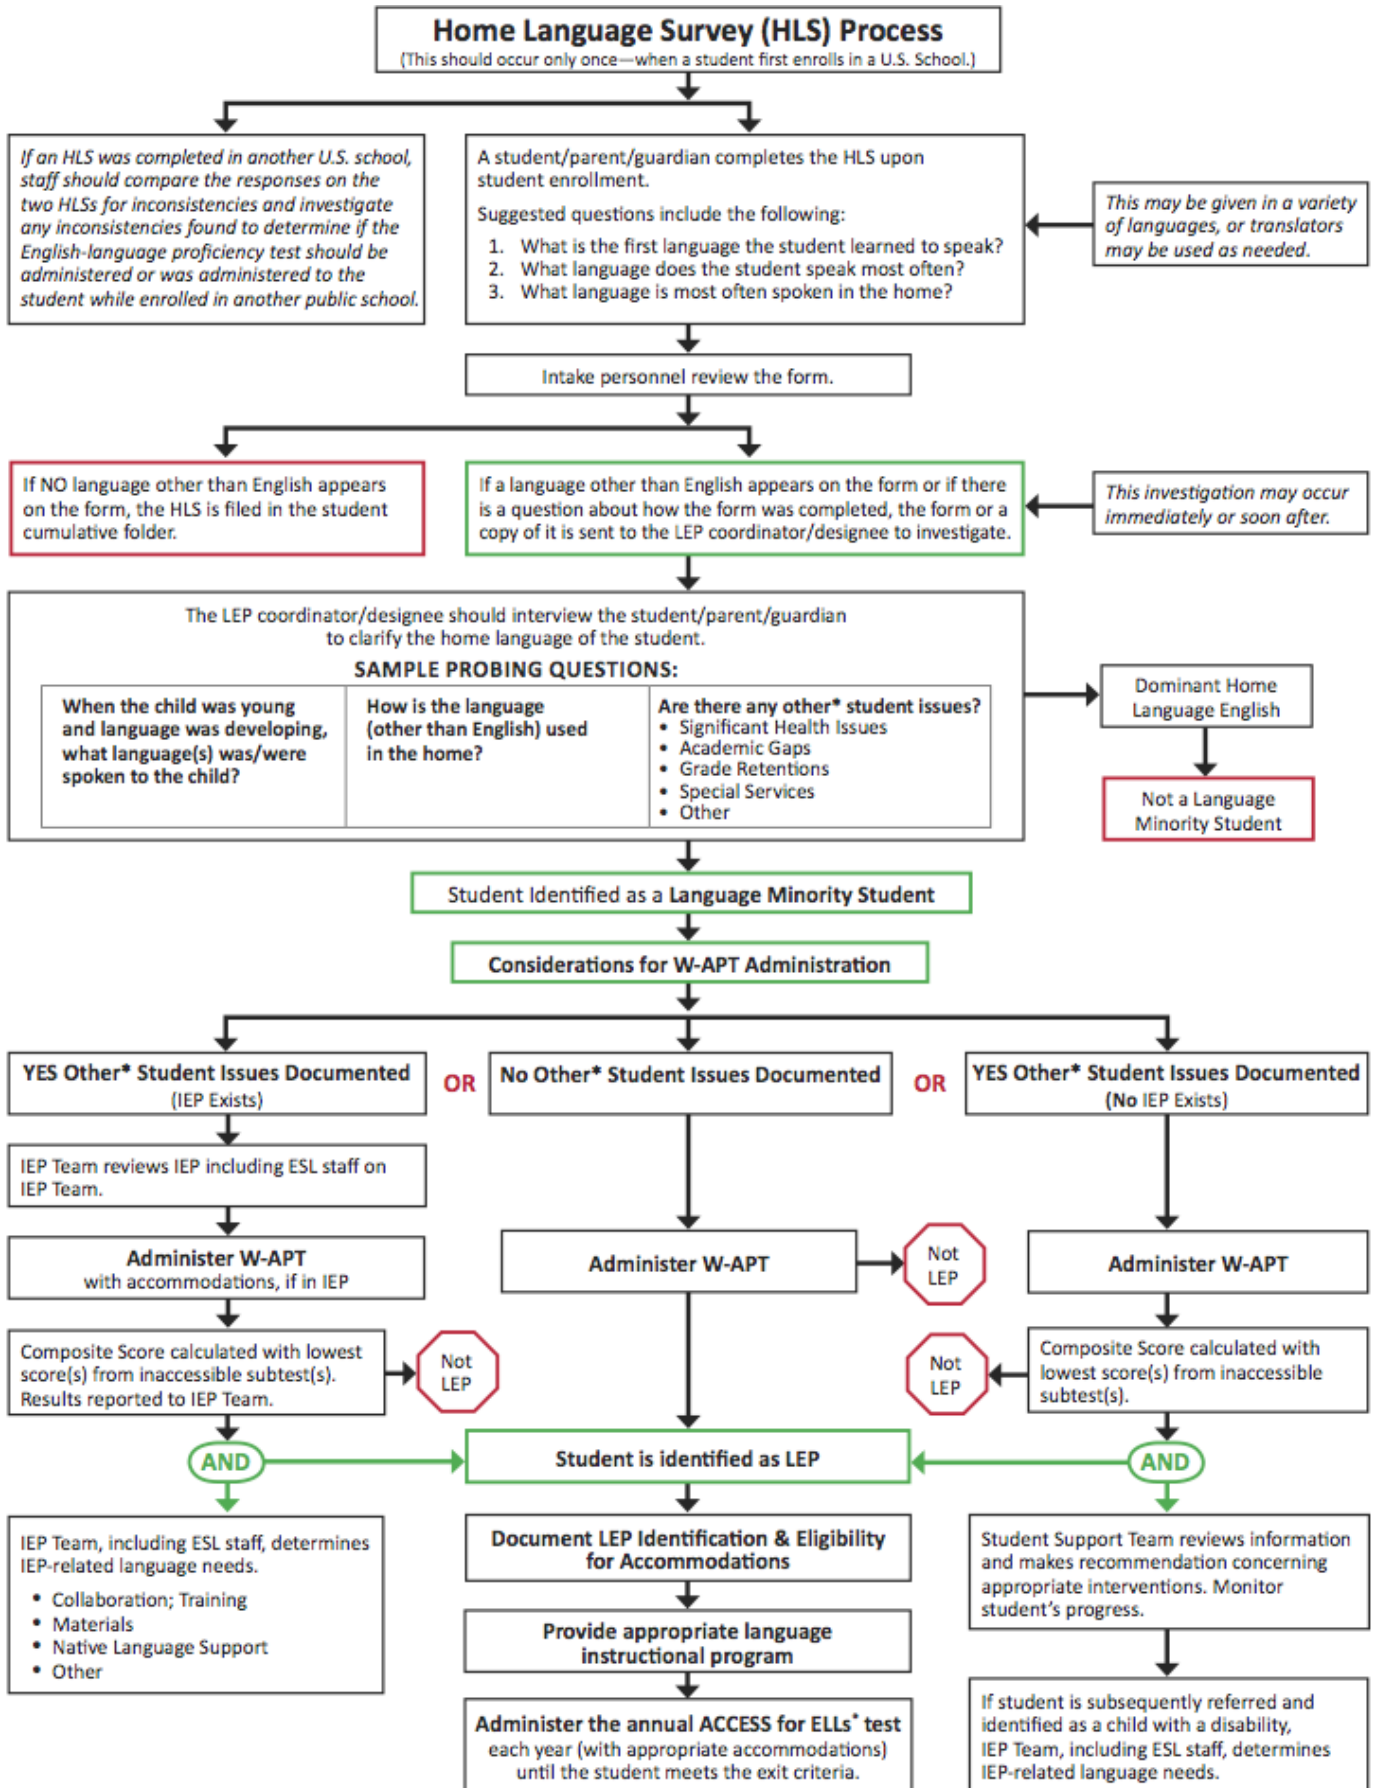 Home Language Survey (HLS) Process
(This should occur only once—when a student first enrolls in a U.S. School.)
If an HLS was completed in another U.S. school,
staff should compare the responses on the
two HLSs for inconsistencies and investigate
any inconsistencies found to determine if the
English-language proficiency test should be
administered or was administered to the
student while enrolled in another public school.
A student/parent/guardian completes the HLS upon
student enrollment.
Suggested questions include the following:
1. What is the first language the student learned to speak?
2. What language does the student speak most often?
3. What language is most often spoken in the home?
This may be given in a variety
of languages, or translators
may be used as needed.
Intake personnel review the form.
If NO language other than English appears
on the form, the HLS is filed in the student
cumulative folder.
If a language other than English appears on the form or if there
is a question about how the form was completed, the form or a
copy of it is sent to the LEP coordinator/designee to investigate.
This investigation may occur
immediately or soon after.
The LEP coordinator/designee should interview the student/parent/guardian
to clarify the home language of the student.
SAMPLE PROBING QUESTIONS:
When the child was young
and language was developing,
what language(s) was/were
spoken to the child?
How is the language
(other than English) used
in the home?
Are there any other* student issues?
• Significant Health Issues
• Academic Gaps
• Grade Retentions
• Special Services
• Other
Dominant Home
Language English
Not a Language
Minority Student
Student Identified as a Language Minority Student
Considerations for W-APT Administration
YES Other* Student Issues Documented
(IEP Exists)
OR
No Other* Student Issues Documented
OR
YES Other* Student Issues Documented
(No IEP Exists)
IEP Team reviews IEP including ESL staff on
IEP Team.
Administer W-APT
with accommodations, if in IEP
Administer W-APT
Not
LEP
Administer W-APT
Composite Score calculated with lowest
score(s) from inaccessible subtest(s).
Results reported to IEP Team.
Not
LEP
Not
LEP
Composite Score calculated with
lowest score(s) from inaccessible
subtest(s).
AND
Student is identified as LEP
AND
IEP Team, including ESL staff, determines
IEP-related language needs.
• Collaboration; Training
• Materials
• Native Language Support
• Other
Document LEP Identification & Eligibility
for Accommodations
Provide appropriate language
instructional program
Administer the annual ACCESS for ELLs* test
each year (with appropriate accommodations)
until the student meets the exit criteria.
Student Support Team reviews information
and makes recommendation concerning
appropriate interventions. Monitor
student's progress.
If student is subsequently referred and
identified as a child with a disability,
IEP Team, including ESL staff, determines
IEP-related language needs.